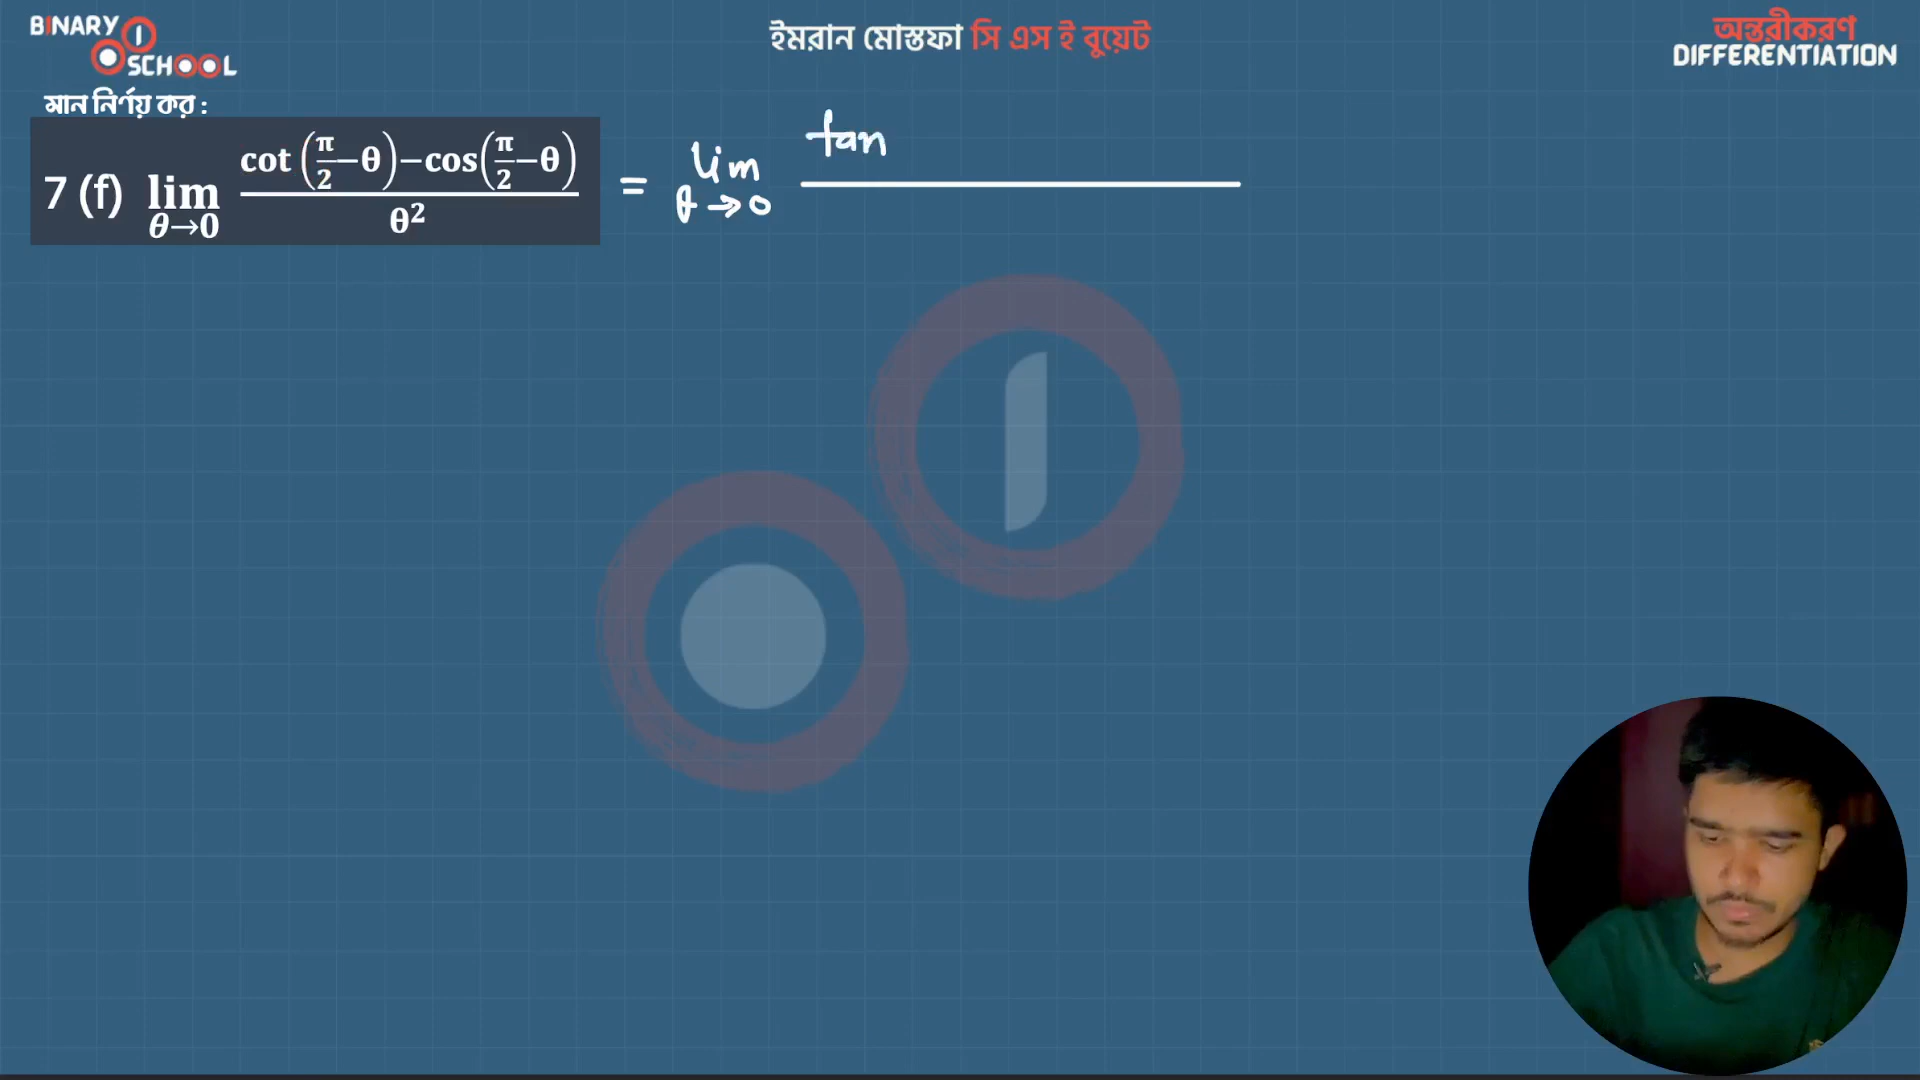 BINARY SCHOOL
ইমরান মোস্তফা সি এস ই বুয়েট
অন্তরীকরণ
DIFFERENTIATION
মান নির্ণয় কর :
7 (f) lim θ→0 (cot(π/2−θ)−cos(π/2−θ))/θ² = lim θ→0 tan